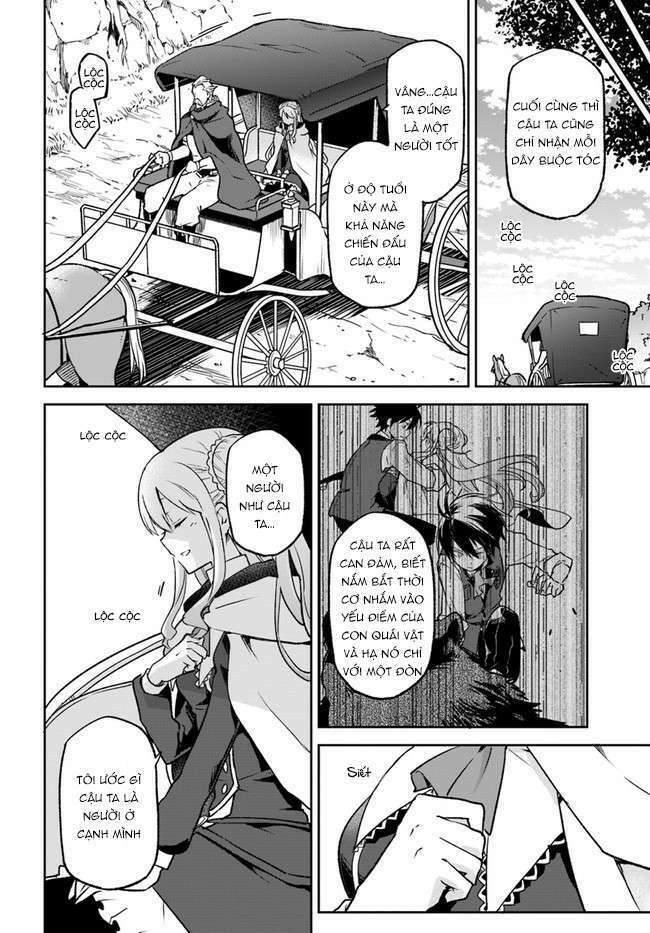 CUỐI CÙNG THÌ
CẬU TA CŨNG
CHỈ NHẬN MỖI
DÂY BUỘC TÓC
LỘC
CỘC
LỘC
CỘC
LỘC
CỘC
LỘC
CỘC
VÂNG...CẬU
TA ĐÚNG
LÀ MỘT
NGƯỜI TỐT
Ở ĐỘ TUỔI
NÀY MÀ
KHẢ NĂNG
CHIẾN ĐẤU
CỦA CẬU
TA...
LỘC
CỘC
LỘC
CỘC
CẬU TA RẤT
CAN ĐẢM, BIẾT
NẮM BẮT THỜI
CƠ NHẮM VÀO
YẾU ĐIỂM CỦA
CON QUÁI VẬT
VÀ HẠ NÓ CHỈ
VỚI MỘT ĐÒN
Siết
LỘC CỘC
MỘT
NGƯỜI
NHƯ CẬU
TA...
LỘC CỘC
TÔI ƯỚC GÌ
CẬU TA LÀ
NGƯỜI Ở
CẠNH MÌNH